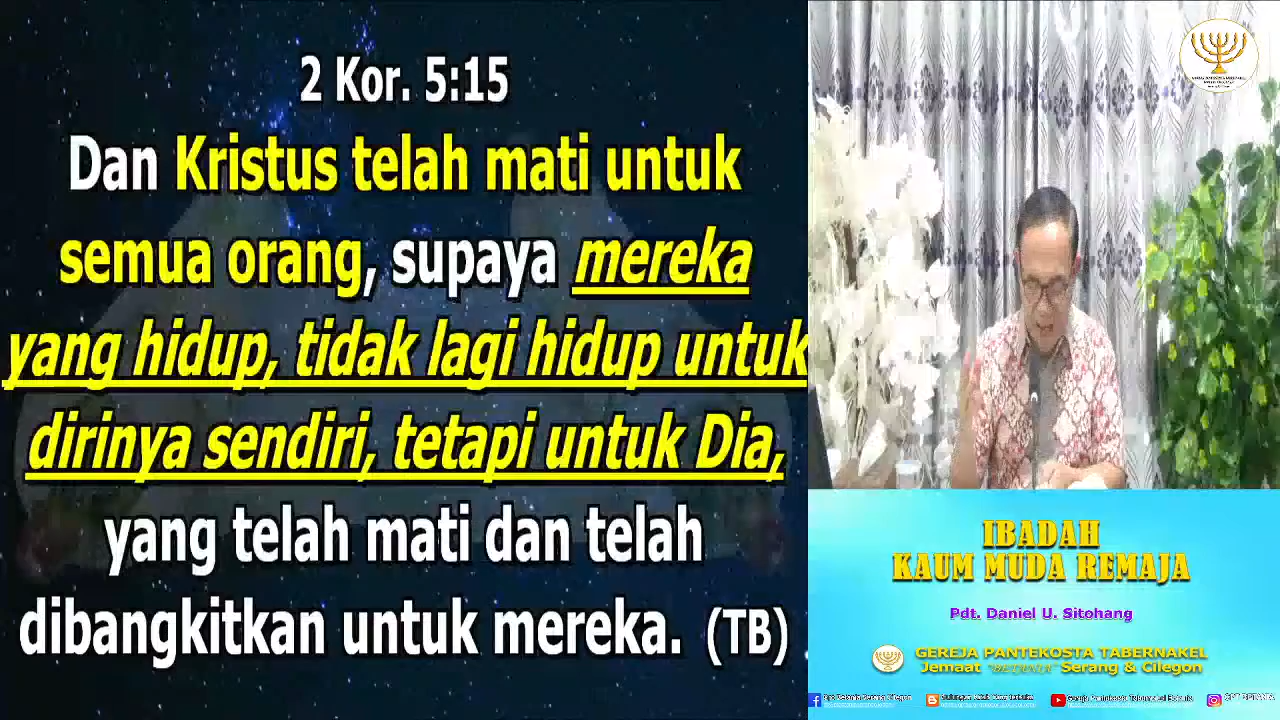 2 Kor. 5:15
Dan Kristus telah mati untuk
semua orang, supaya mereka
yang hidup, tidak lagi hidup untuk
dirinya sendiri, tetapi untuk Dia,
yang telah mati dan telah
dibangkitkan untuk mereka. (TB)
IBADAH
KAUM MUDA REMAJA
Pdt. Daniel U. Sitohang
GEREJA PANTEKOSTA TABERNAKEL
Jemaat "BETANIA" Serang & Cilegon